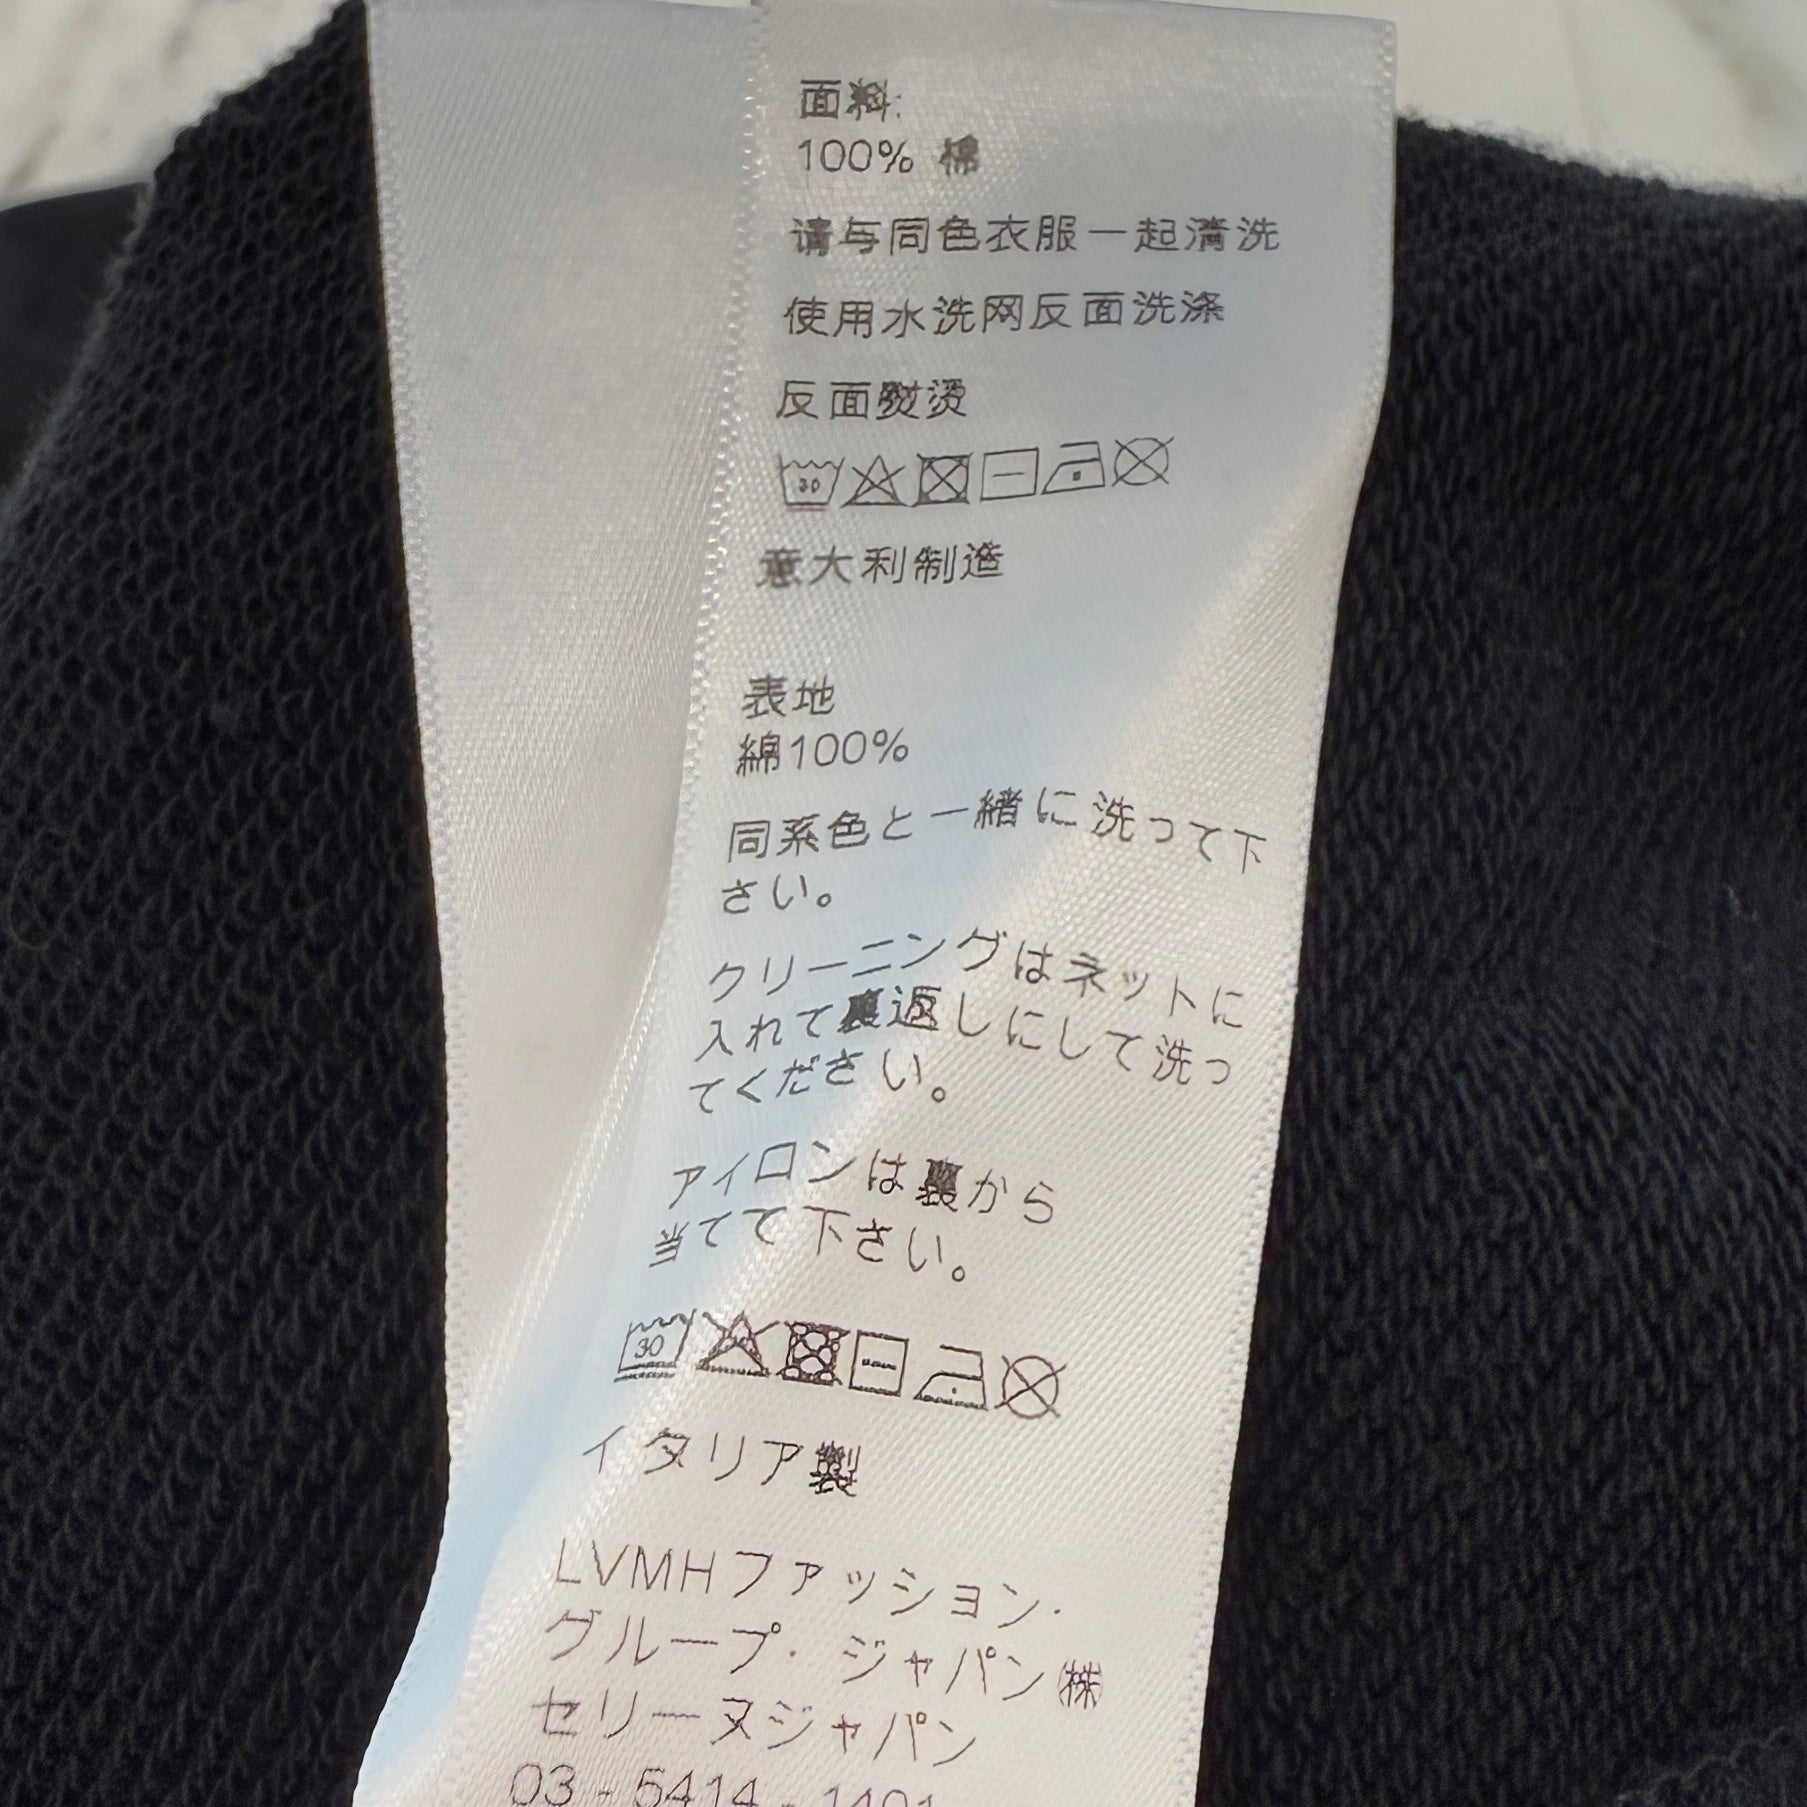 面料:
100% 棉
请与同色衣服一起清洗
使用水洗网反面洗涤
反面熨烫
30
意大利制造
表地
綿100%
同系色と一緒に洗って下
さい。
クリーニングはネットに
入れて裏返しにして洗っ
てください。
アイロンは裏から
当てて下さい。
30
イタリア製
LVMHファッション·
グループ·ジャパン㈱
セリーヌジャパン
03-5414-1401